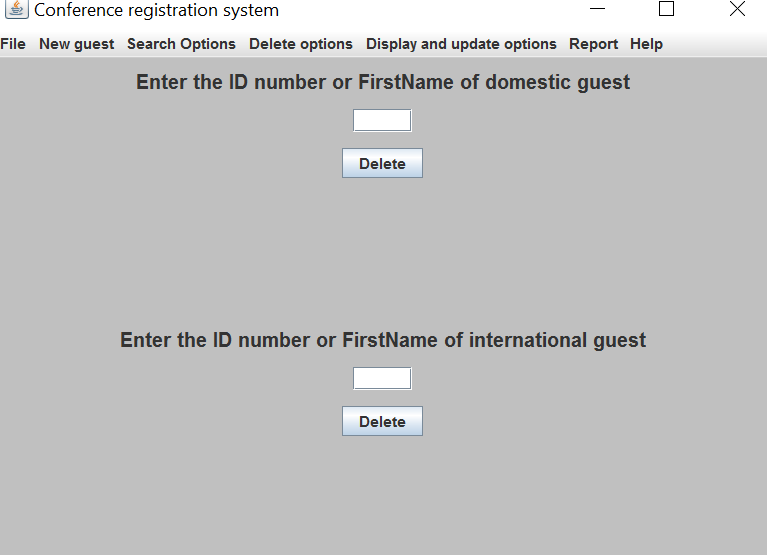 Conference registration system
File New guest Search Options Delete options Display and update options Report Help
Enter the ID number or FirstName of domestic guest
Delete
Enter the ID number or FirstName of international guest
Delete